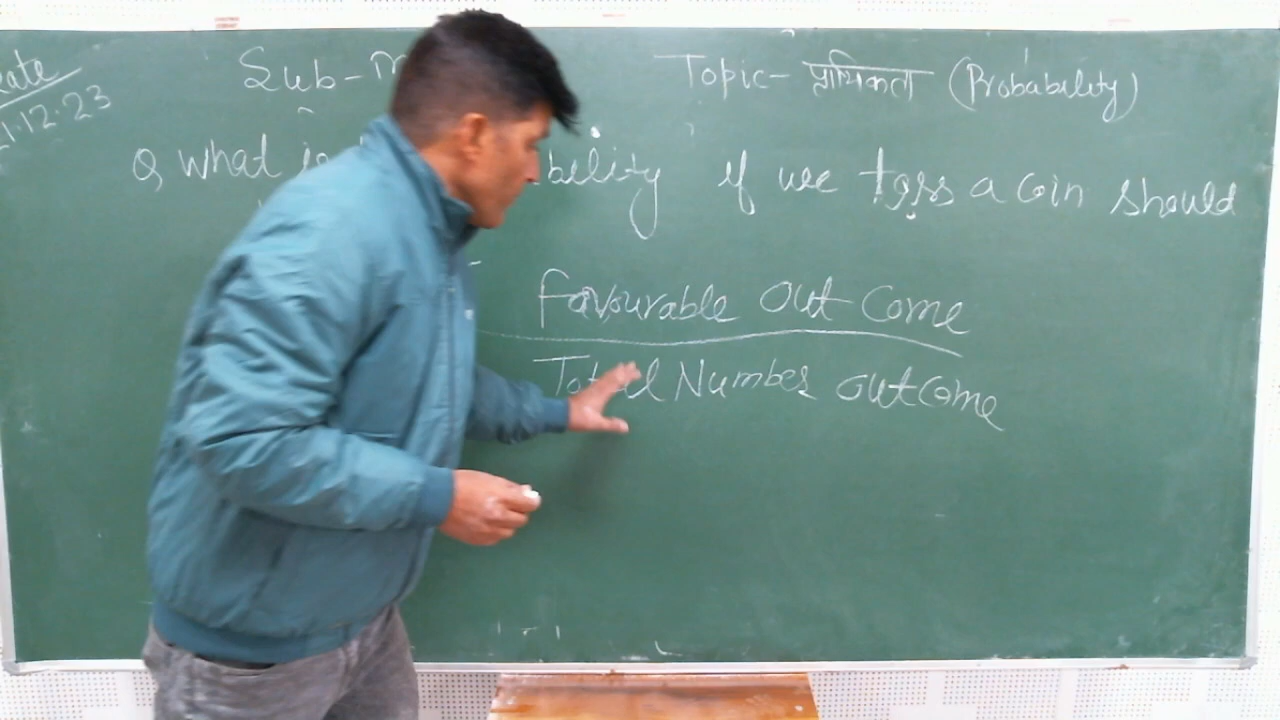 Sub- Topic- प्रायिकता (Probability)
1.12.23
Q What is bility if we toss a Coin should
Favourable Out Come
Total Number outcome